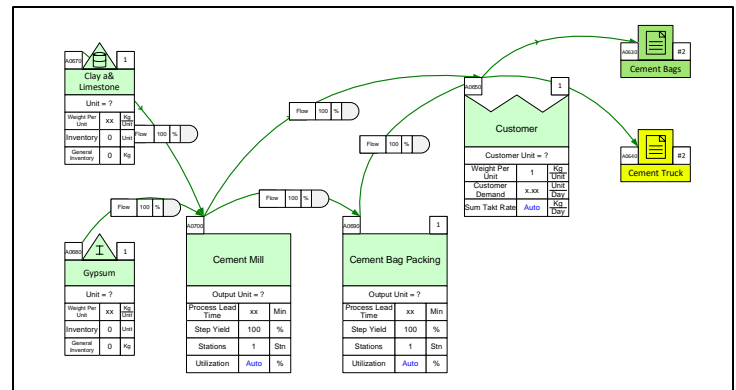 A0670
1
Clay a&
Limestone
Unit = ?
Weight Per Unit xx Kg Unit
Inventory 0 Unit
General Inventory 0 Kg
Flow 100 %
A0680
I
1
Gypsum
Unit = ?
Weight Per Unit xx Kg Unit
Inventory 0 Unit
General Inventory 0 Kg
Flow 100 %
A0700
Cement Mill
Output Unit = ?
Process Lead Time xx Min
Step Yield 100 %
Stations 1 Stn
Utilization Auto %
Flow 100 %
Flow 100 %
A0690
1
Cement Bag Packing
Output Unit = ?
Process Lead Time xx Min
Step Yield 100 %
Stations 1 Stn
Utilization Auto %
Flow 100 %
A0650
1
Customer
Customer Unit = ?
Weight Per Unit 1 Kg Unit
Customer Demand x.xx Unit Day
Sum Takt Rate Auto Kg Day
A0630
#2
Cement Bags
A0640
#2
Cement Truck